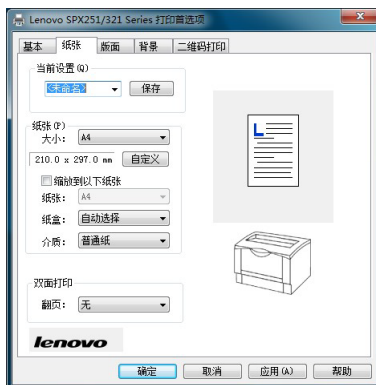 Lenovo SPX251/321 Series 打印首选项
基本 纸张 版面 背景 二维码打印
当前设置(Q)
<未命名> 保存
纸张(P)
大小: A4
210.0 x 297.0 mm 自定义
缩放到以下纸张
纸张: A4
纸盒: 自动选择
介质: 普通纸
双面打印
翻页: 无
L
lenovo
确定 取消 应用(A) 帮助